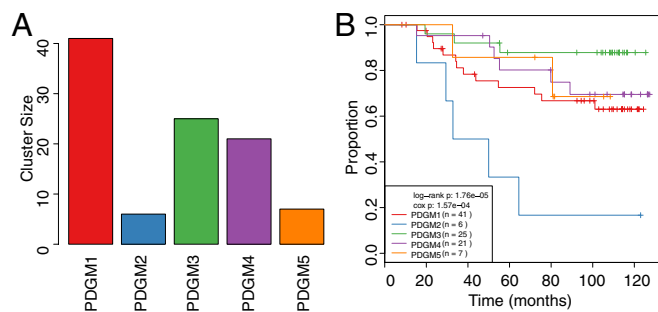 A
Cluster Size
0
10
20
30
40
PDGM1
PDGM2
PDGM3
PDGM4
PDGM5
B
Proportion
1.0
0.8
0.6
0.4
0.2
0.0
log−rank p: 1.76e−05
cox p: 1.57e−04
PDGM1 (n = 41 )
PDGM2 (n = 6 )
PDGM3 (n = 25 )
PDGM4 (n = 21 )
PDGM5 (n = 7 )
0 20 40 60 80 100 120
Time (months)